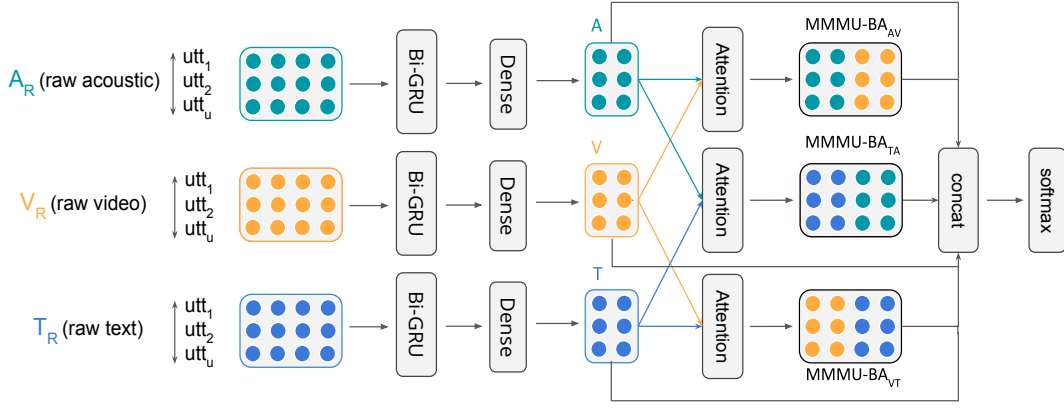 A_R (raw acoustic)
utt_1
utt_2
utt_u
Bi-GRU
Dense
A
Attention
MMMU-BA_AV
V_R (raw video)
utt_1
utt_2
utt_u
Bi-GRU
Dense
V
Attention
MMMU-BA_TA
concat
softmax
T_R (raw text)
utt_1
utt_2
utt_u
Bi-GRU
Dense
T
Attention
MMMU-BA_VT